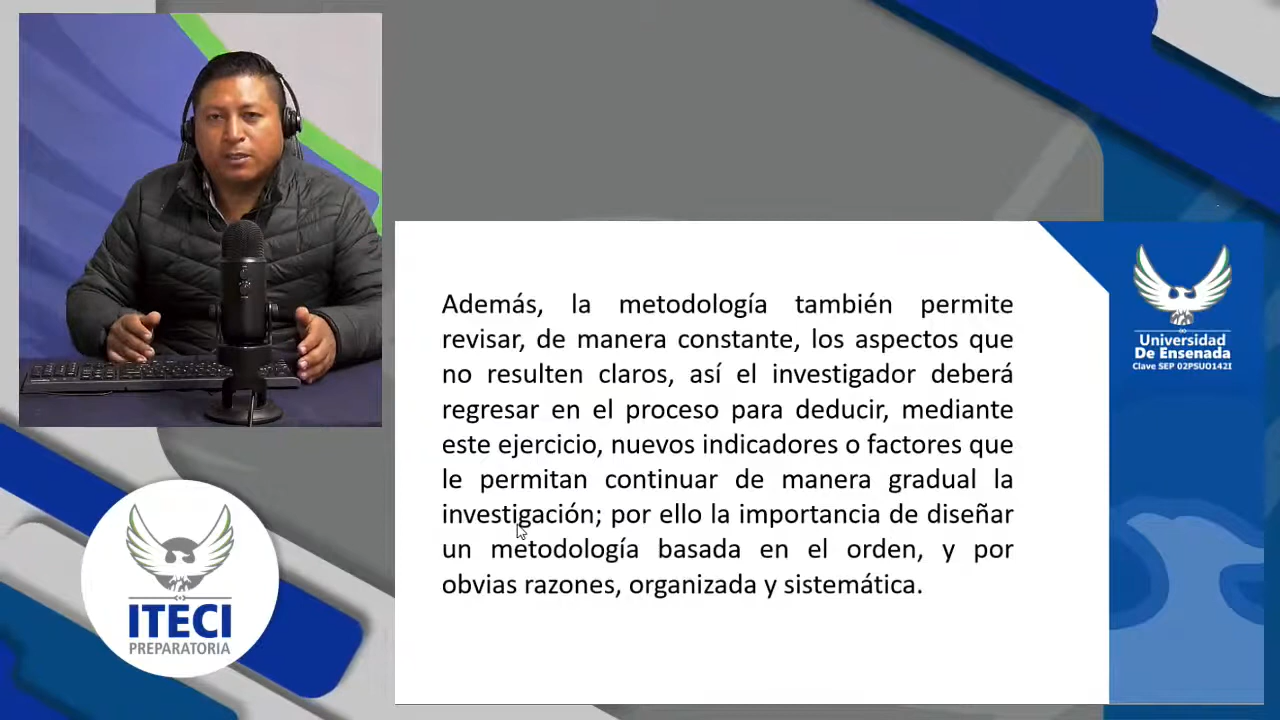 Además, la metodología también permite
revisar, de manera constante, los aspectos que
no resulten claros, así el investigador deberá
regresar en el proceso para deducir, mediante
este ejercicio, nuevos indicadores o factores que
le permitan continuar de manera gradual la
investigación; por ello la importancia de diseñar
un metodología basada en el orden, y por
obvias razones, organizada y sistemática.
Universidad
De Ensenada
Clave SEP 02PSU0142I
ITECI
PREPARATORIA